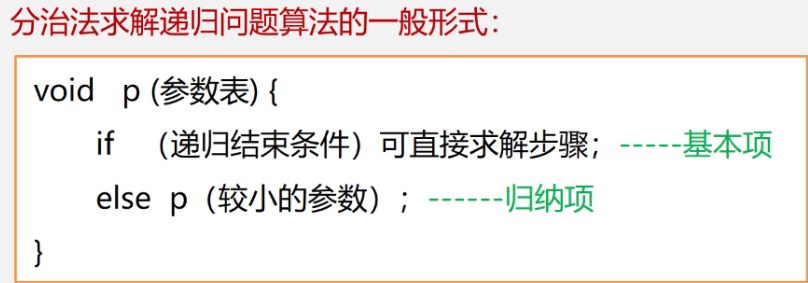 分治法求解递归问题算法的一般形式：
void p (参数表) {
if （递归结束条件）可直接求解步骤；-----基本项
else p（较小的参数）；------归纳项
}